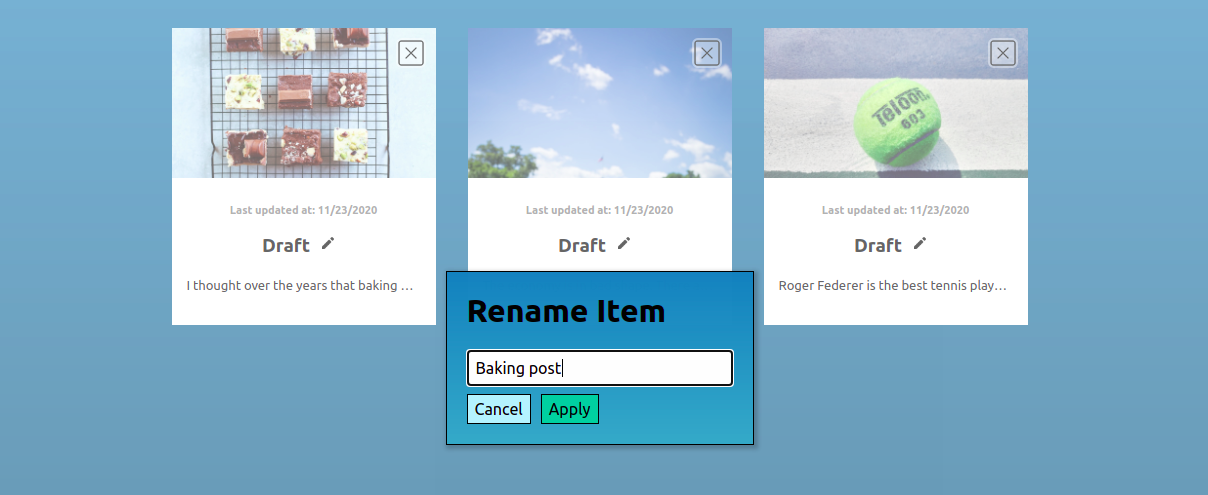 Last updated at: 11/23/2020
Draft
I thought over the years that baking ...
Last updated at: 11/23/2020
Draft
Last updated at: 11/23/2020
Draft
Roger Federer is the best tennis play...
Rename Item
Baking post
Cancel
Apply